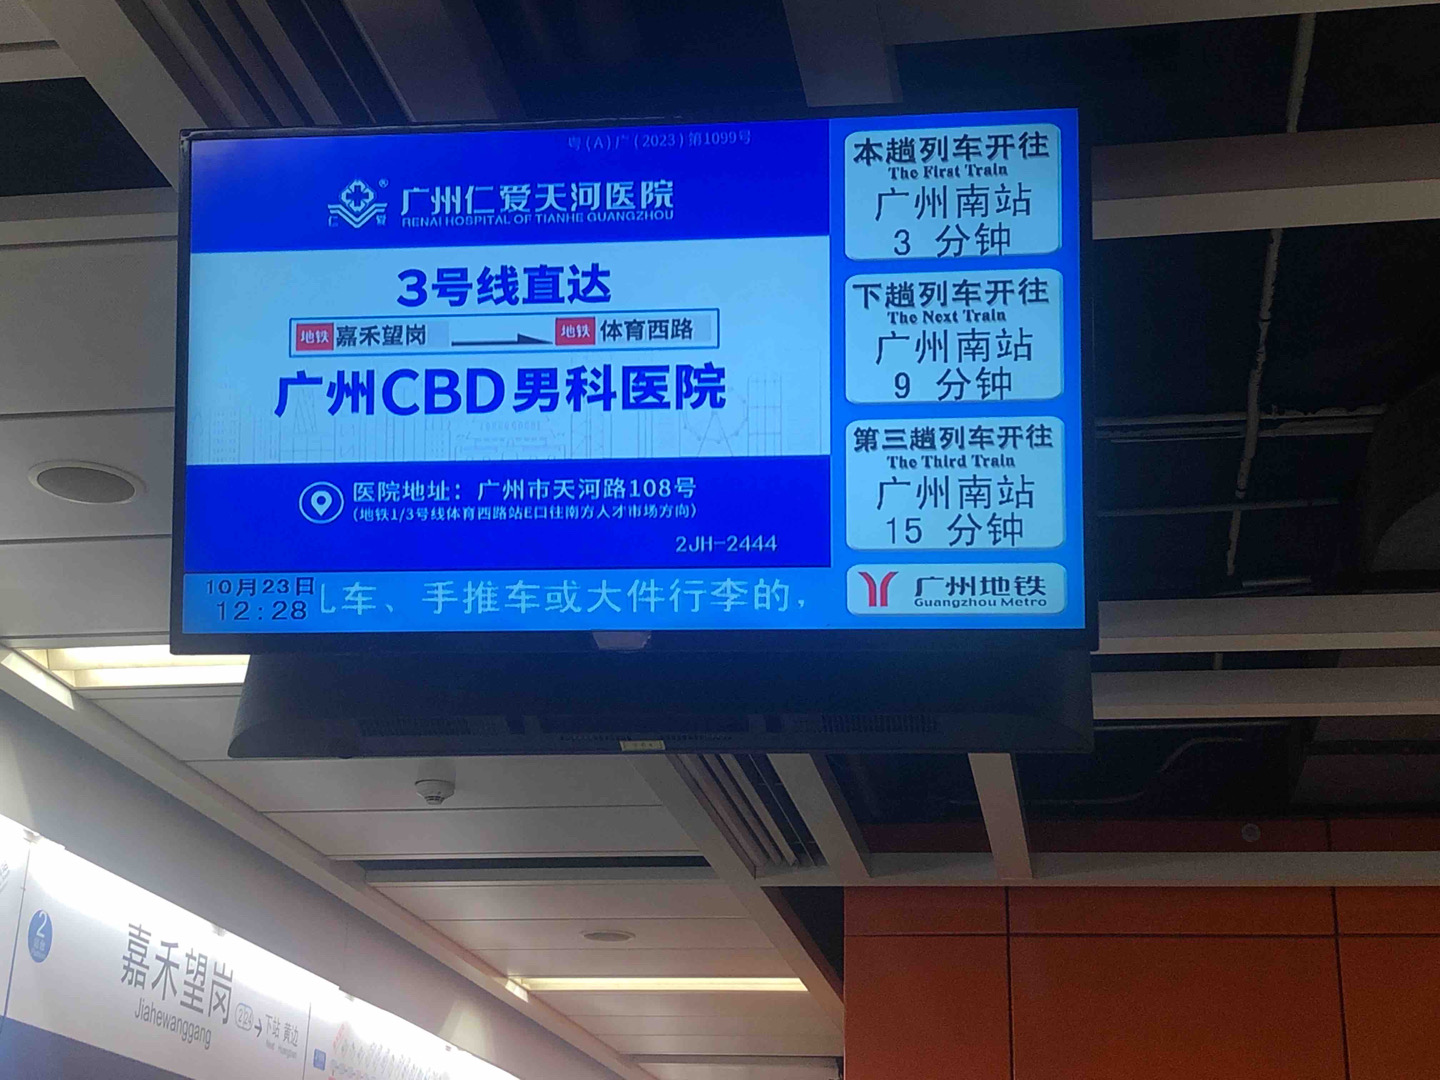 粤(A)广(2023)第1099号
仁爱
®
广州仁爱天河医院
RENAI HOSPITAL OF TIANHE GUANGZHOU
3号线直达
地铁 嘉禾望岗 地铁 体育西路
广州CBD男科医院
医院地址：广州市天河路108号
(地铁1/3号线体育西路站E口往南方人才市场方向)
2JH-2444
10月23日
12:28
车、手推车或大件行李的，
本趟列车开往
The First Train
广州南站
3 分钟
下趟列车开往
The Next Train
广州南站
9 分钟
第三趟列车开往
The Third Train
广州南站
15 分钟
广州地铁
Guangzhou Metro
2
嘉禾望岗
Jiahewanggang
224
下站 黄边